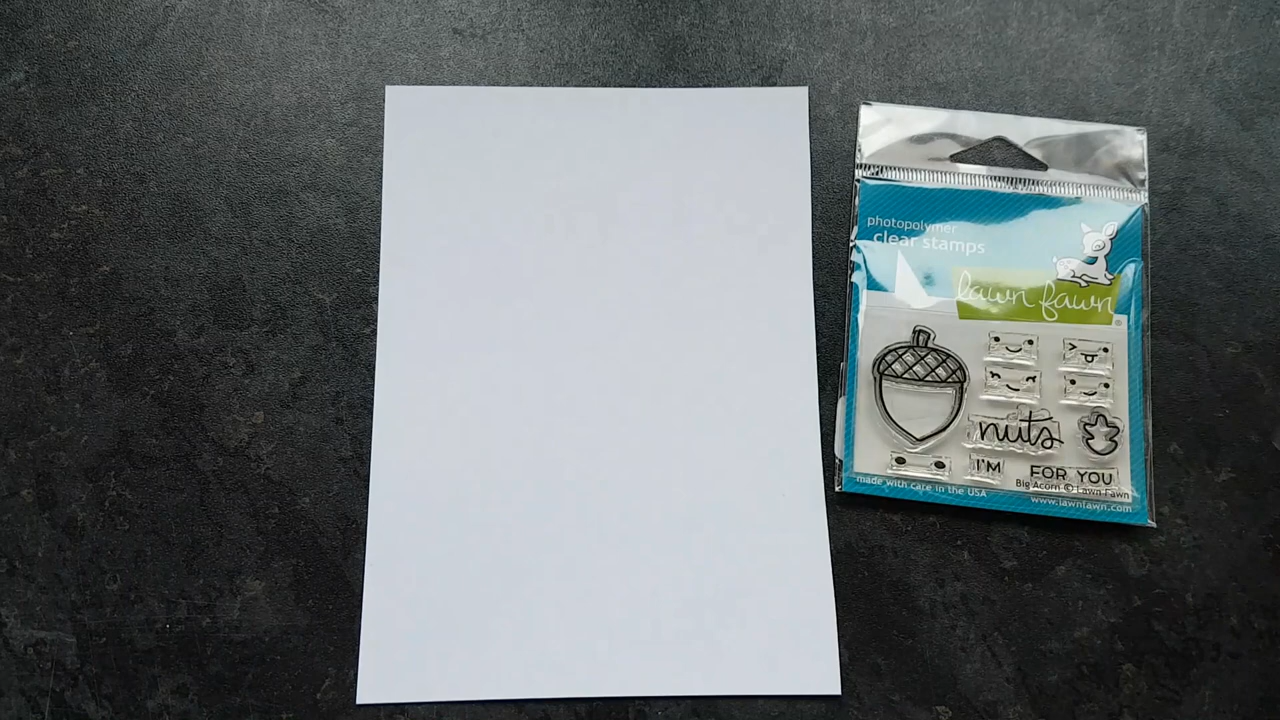 photopolymer
clear stamps
lawn fawn
®
nuts
I'M
FOR YOU
Big Acorn © Lawn Fawn
made with care in the USA
www.lawnfawn.com